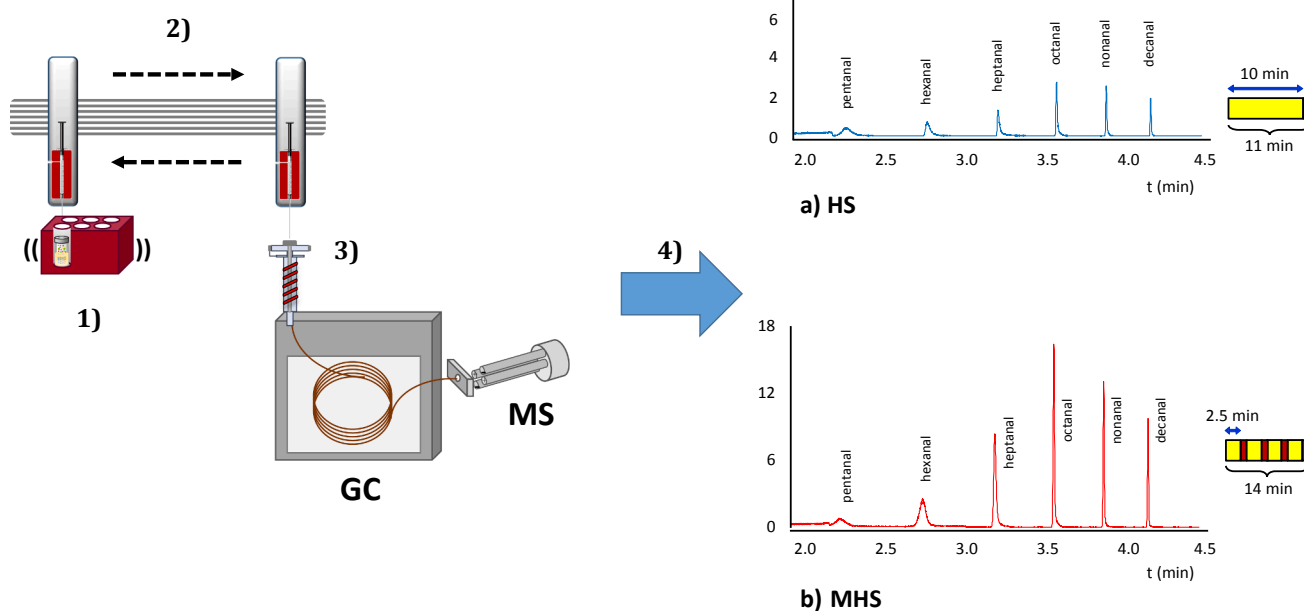 2)
1)
3)
GC
MS
4)
6
4
2
0
pentanal
hexanal
heptanal
octanal
nonanal
decanal
2.0 2.5 3.0 3.5 4.0 4.5
t (min)
a) HS
10 min
11 min
18
12
6
0
pentanal
hexanal
heptanal
octanal
nonanal
decanal
2.0 2.5 3.0 3.5 4.0 4.5
t (min)
b) MHS
2.5 min
14 min